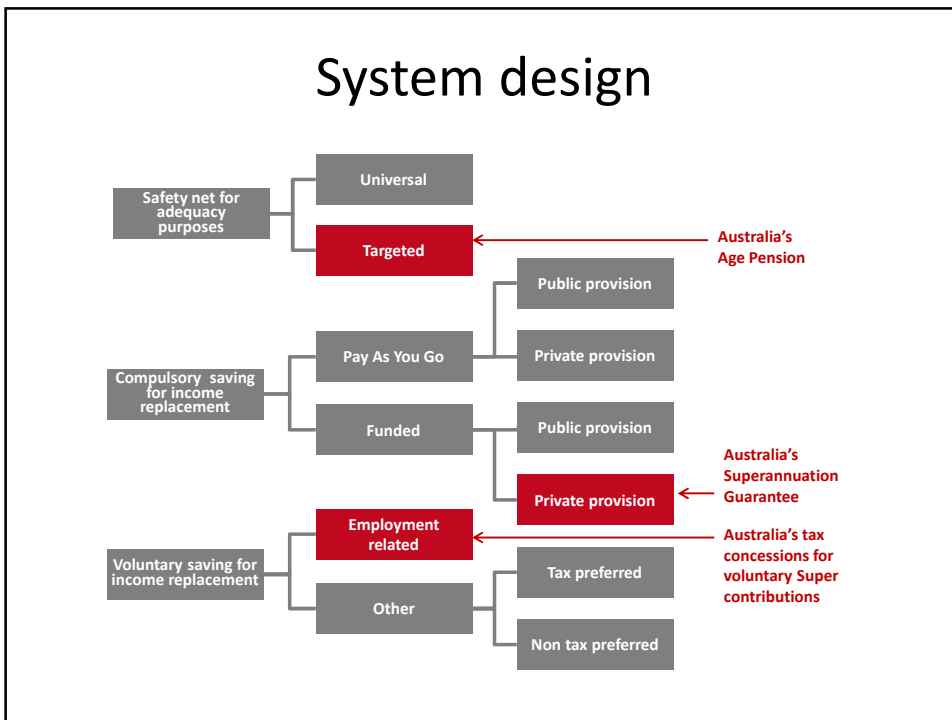 System design
Universal
Safety net for
adequacy
purposes
Targeted
Australia's
Age Pension
Public provision
Pay As You Go
Private provision
Compulsory saving
for income
replacement
Funded
Public provision
Private provision
Australia's
Superannuation
Guarantee
Employment
related
Australia's tax
concessions for
voluntary Super
contributions
Voluntary saving for
income replacement
Tax preferred
Other
Non tax preferred